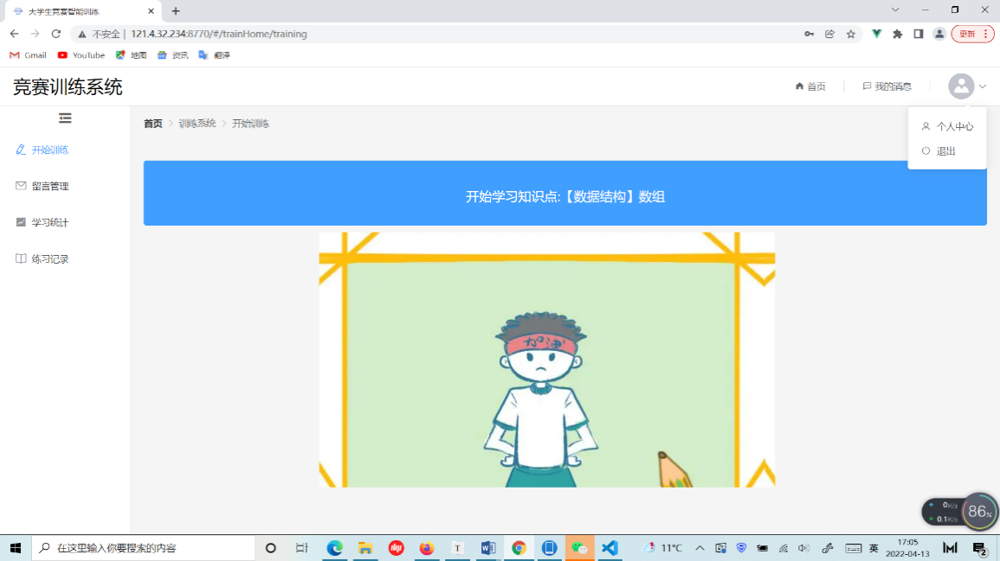 大学生竞赛智能训练
不安全 | 121.4.32.234:8770/#/trainHome/training
更新
Gmail YouTube 地图 资讯 翻译
竞赛训练系统
首页 我的消息
个人中心
退出
首页 > 训练系统 > 开始训练
开始训练
留言管理
学习统计
练习记录
开始学习知识点:【数据结构】数组
加油!
0K/s
0.1K/s
86%
在这里输入你要搜索的内容
T
W
11°C
英
17:05
2022-04-13
2